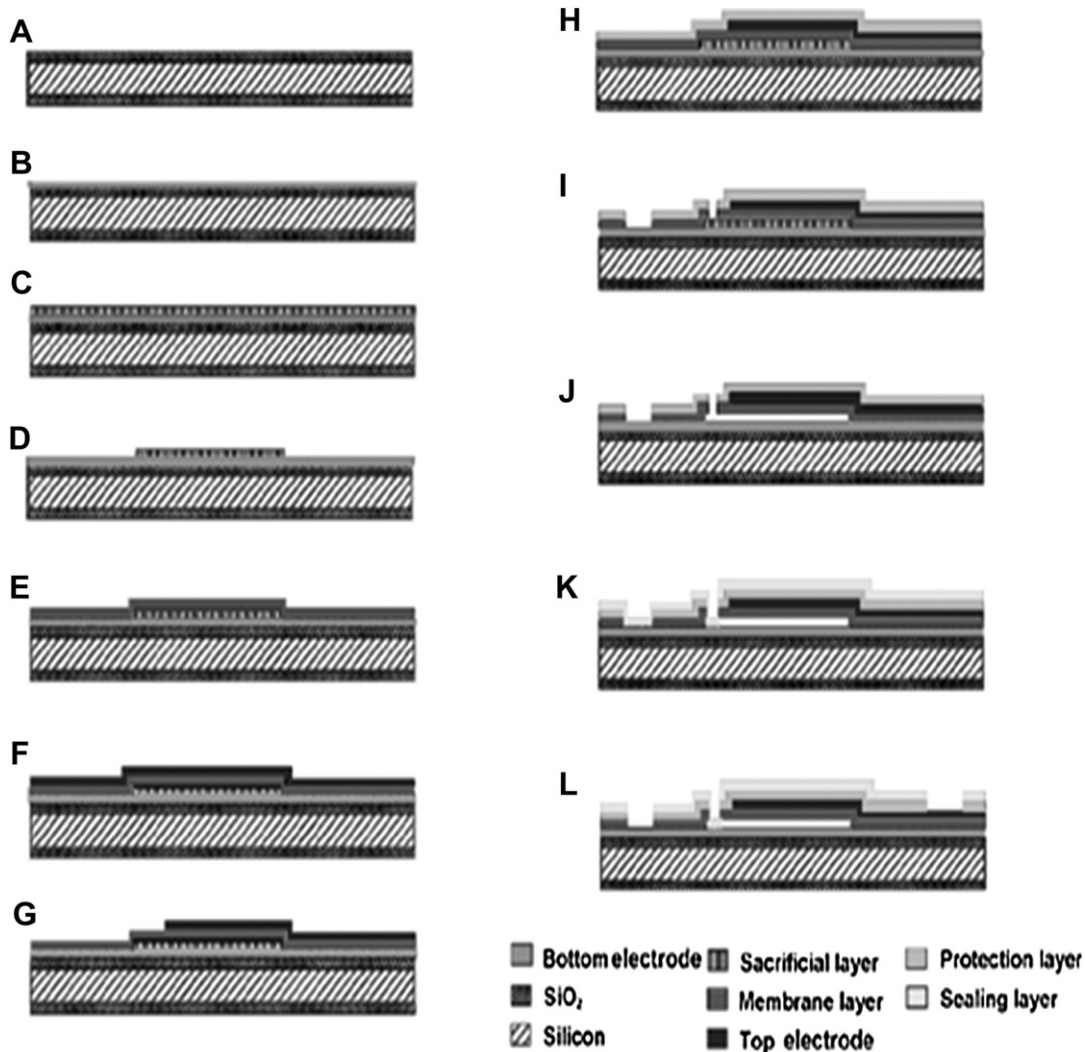 A
B
C
D
E
F
G
H
I
J
K
L
Bottom electrode
SiO₂
Silicon
Sacrificial layer
Membrane layer
Top electrode
Protection layer
Sealing layer